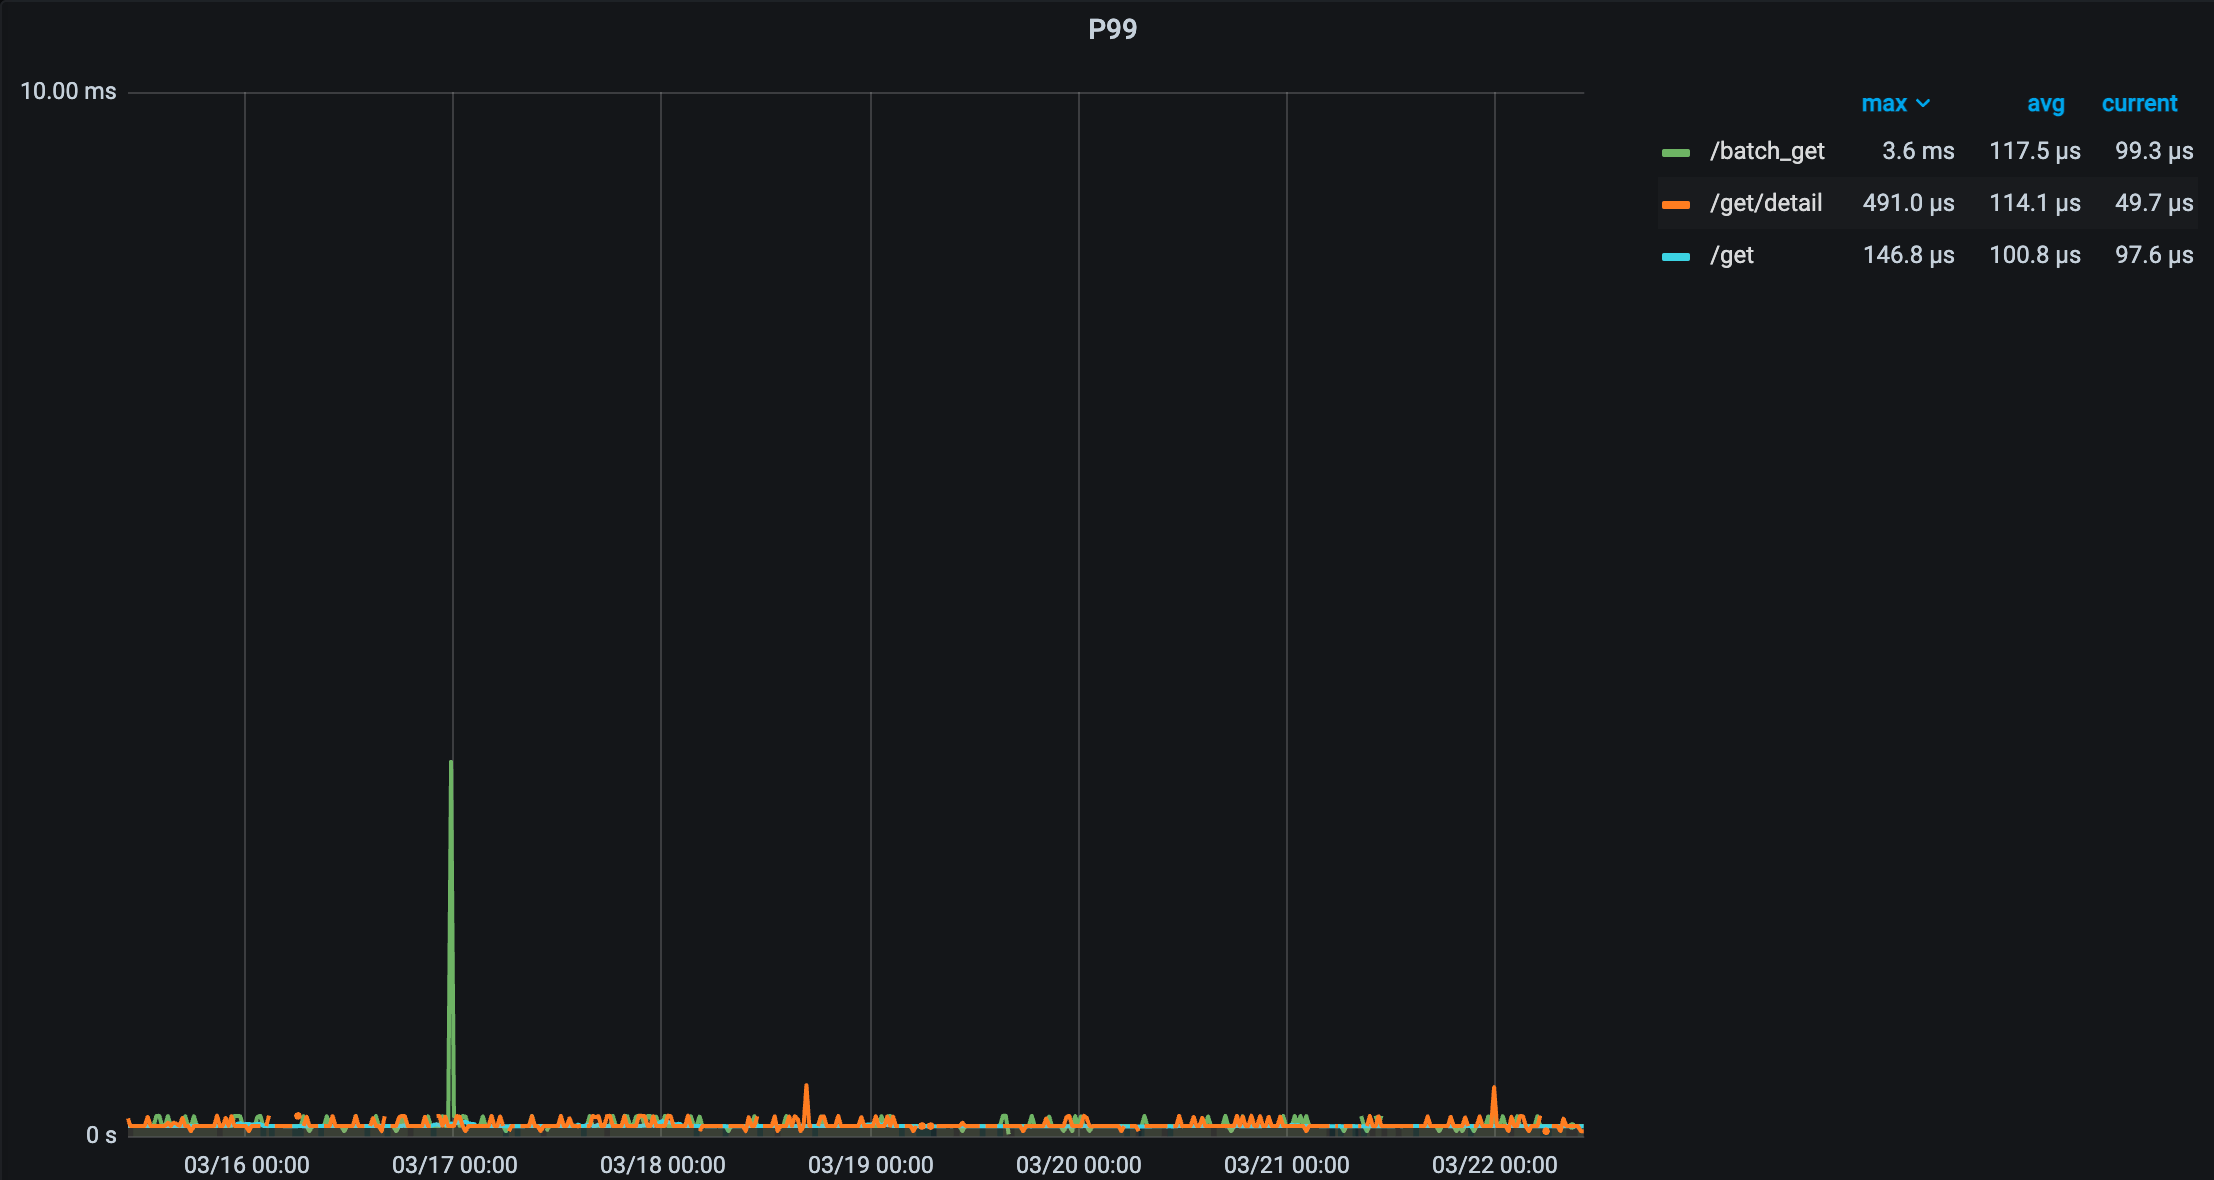 P99
10.00 ms
0 s
03/16 00:00 03/17 00:00 03/18 00:00 03/19 00:00 03/20 00:00 03/21 00:00 03/22 00:00
max avg current
/batch_get 3.6 ms 117.5 µs 99.3 µs
/get/detail 491.0 µs 114.1 µs 49.7 µs
/get 146.8 µs 100.8 µs 97.6 µs